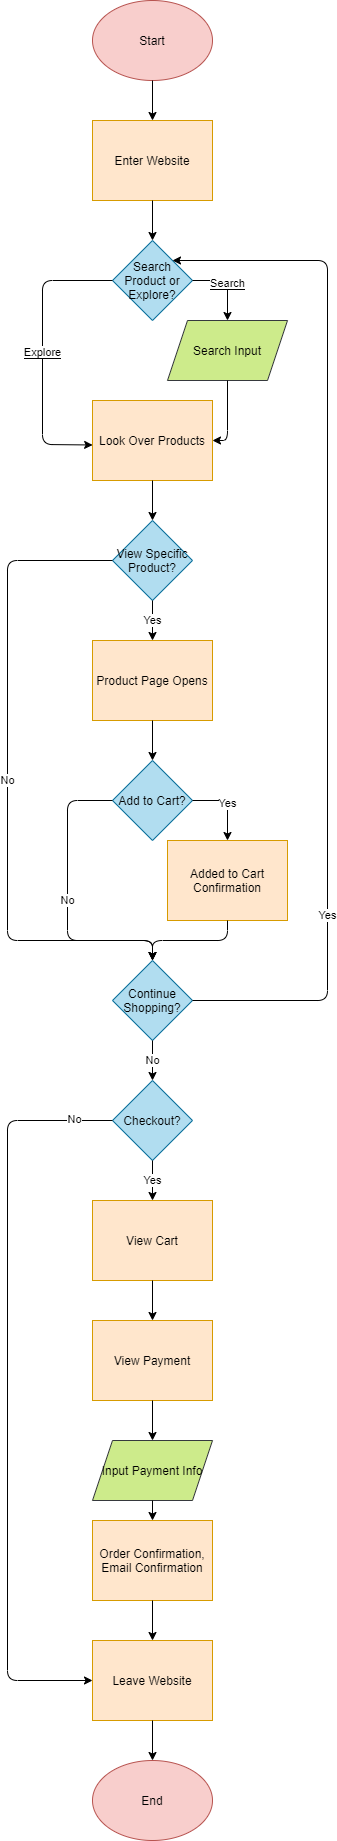 Start
Enter Website
Search
Product or
Explore?
Search
Search Input
Explore
Look Over Products
View Specific
Product?
Yes
Product Page Opens
No
Add to Cart?
Yes
Added to Cart
Confirmation
No
Yes
Continue
Shopping?
No
No
Checkout?
Yes
View Cart
View Payment
Input Payment Info
Order Confirmation,
Email Confirmation
Leave Website
End